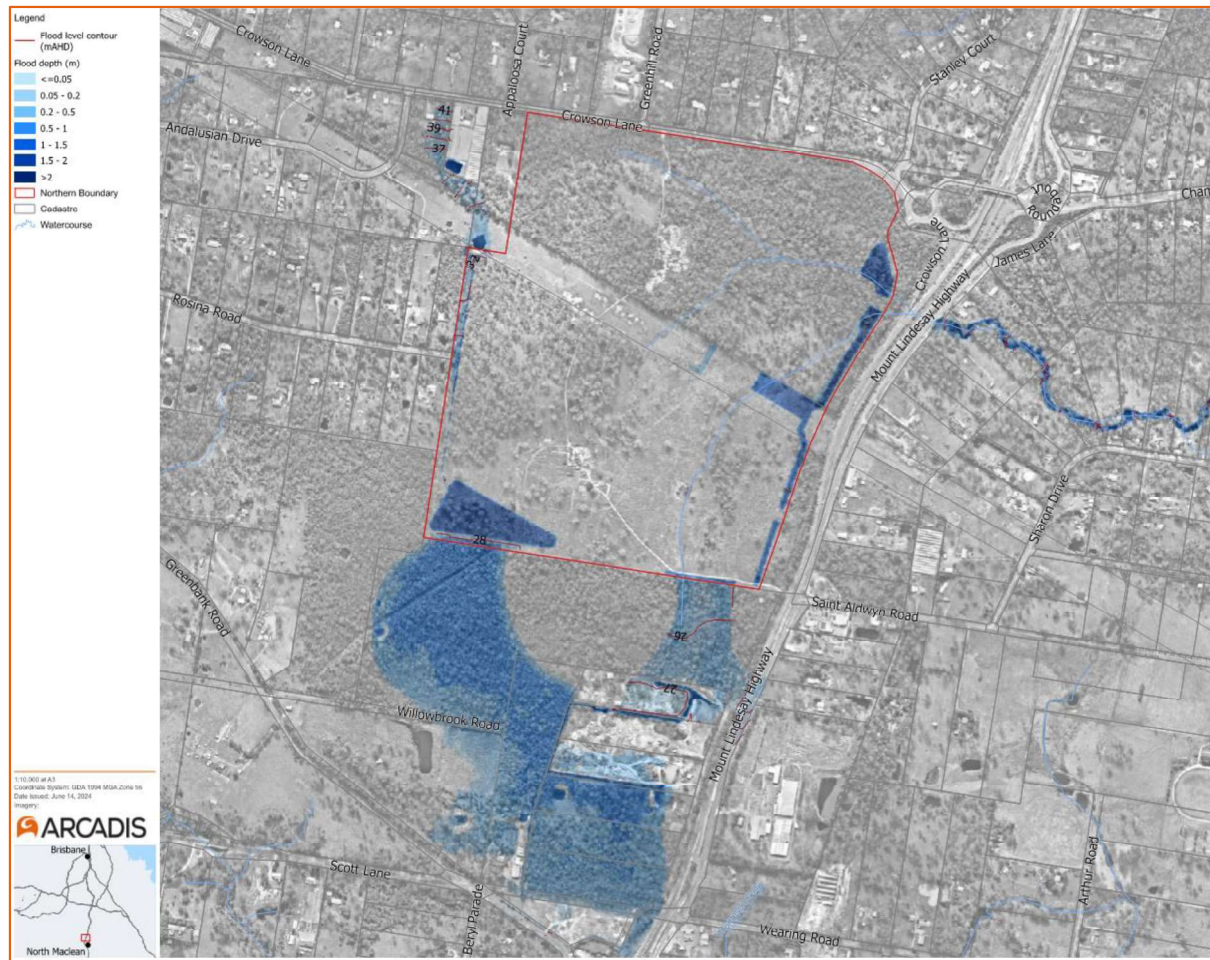 Legend
Flood level contour
(mAHD)
Flood depth (m)
<=0.05
0.05 - 0.2
0.2 - 0.5
0.5 - 1
1 - 1.5
1.5 - 2
>2
Northern Boundary
Cadastre
Watercourse
1:10,000 at A3
Coordinate System: GDA 1994 MGA Zone 56
Date issued: June 14, 2024
Imagery:
ARCADIS
Brisbane
North Maclean
Crowson Lane
Appaloosa Court
Greenhill Road
Stanley Court
Crowson Lane
Andalusian Drive
41
39
37
Rounda
bout
Cham
Crowson Lane
James Lane
Mount Lindesay Highway
Rosina Road
Sharon Drive
28
Greenbank Road
Saint Aldwyn Road
26
27
Willowbrook Road
Mount Lindesay Highway
Scott Lane
Beryl Parade
Arthur Road
Wearing Road